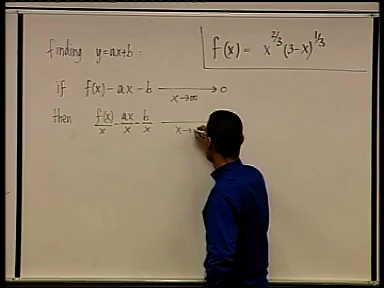 finding y=ax+b :
f(x) = x^{2/3} (3-x)^{1/3}
if f(x) - ax - b ⟶ 0
x→∞
then f(x)/x - ax/x - b/x ⟶
x→